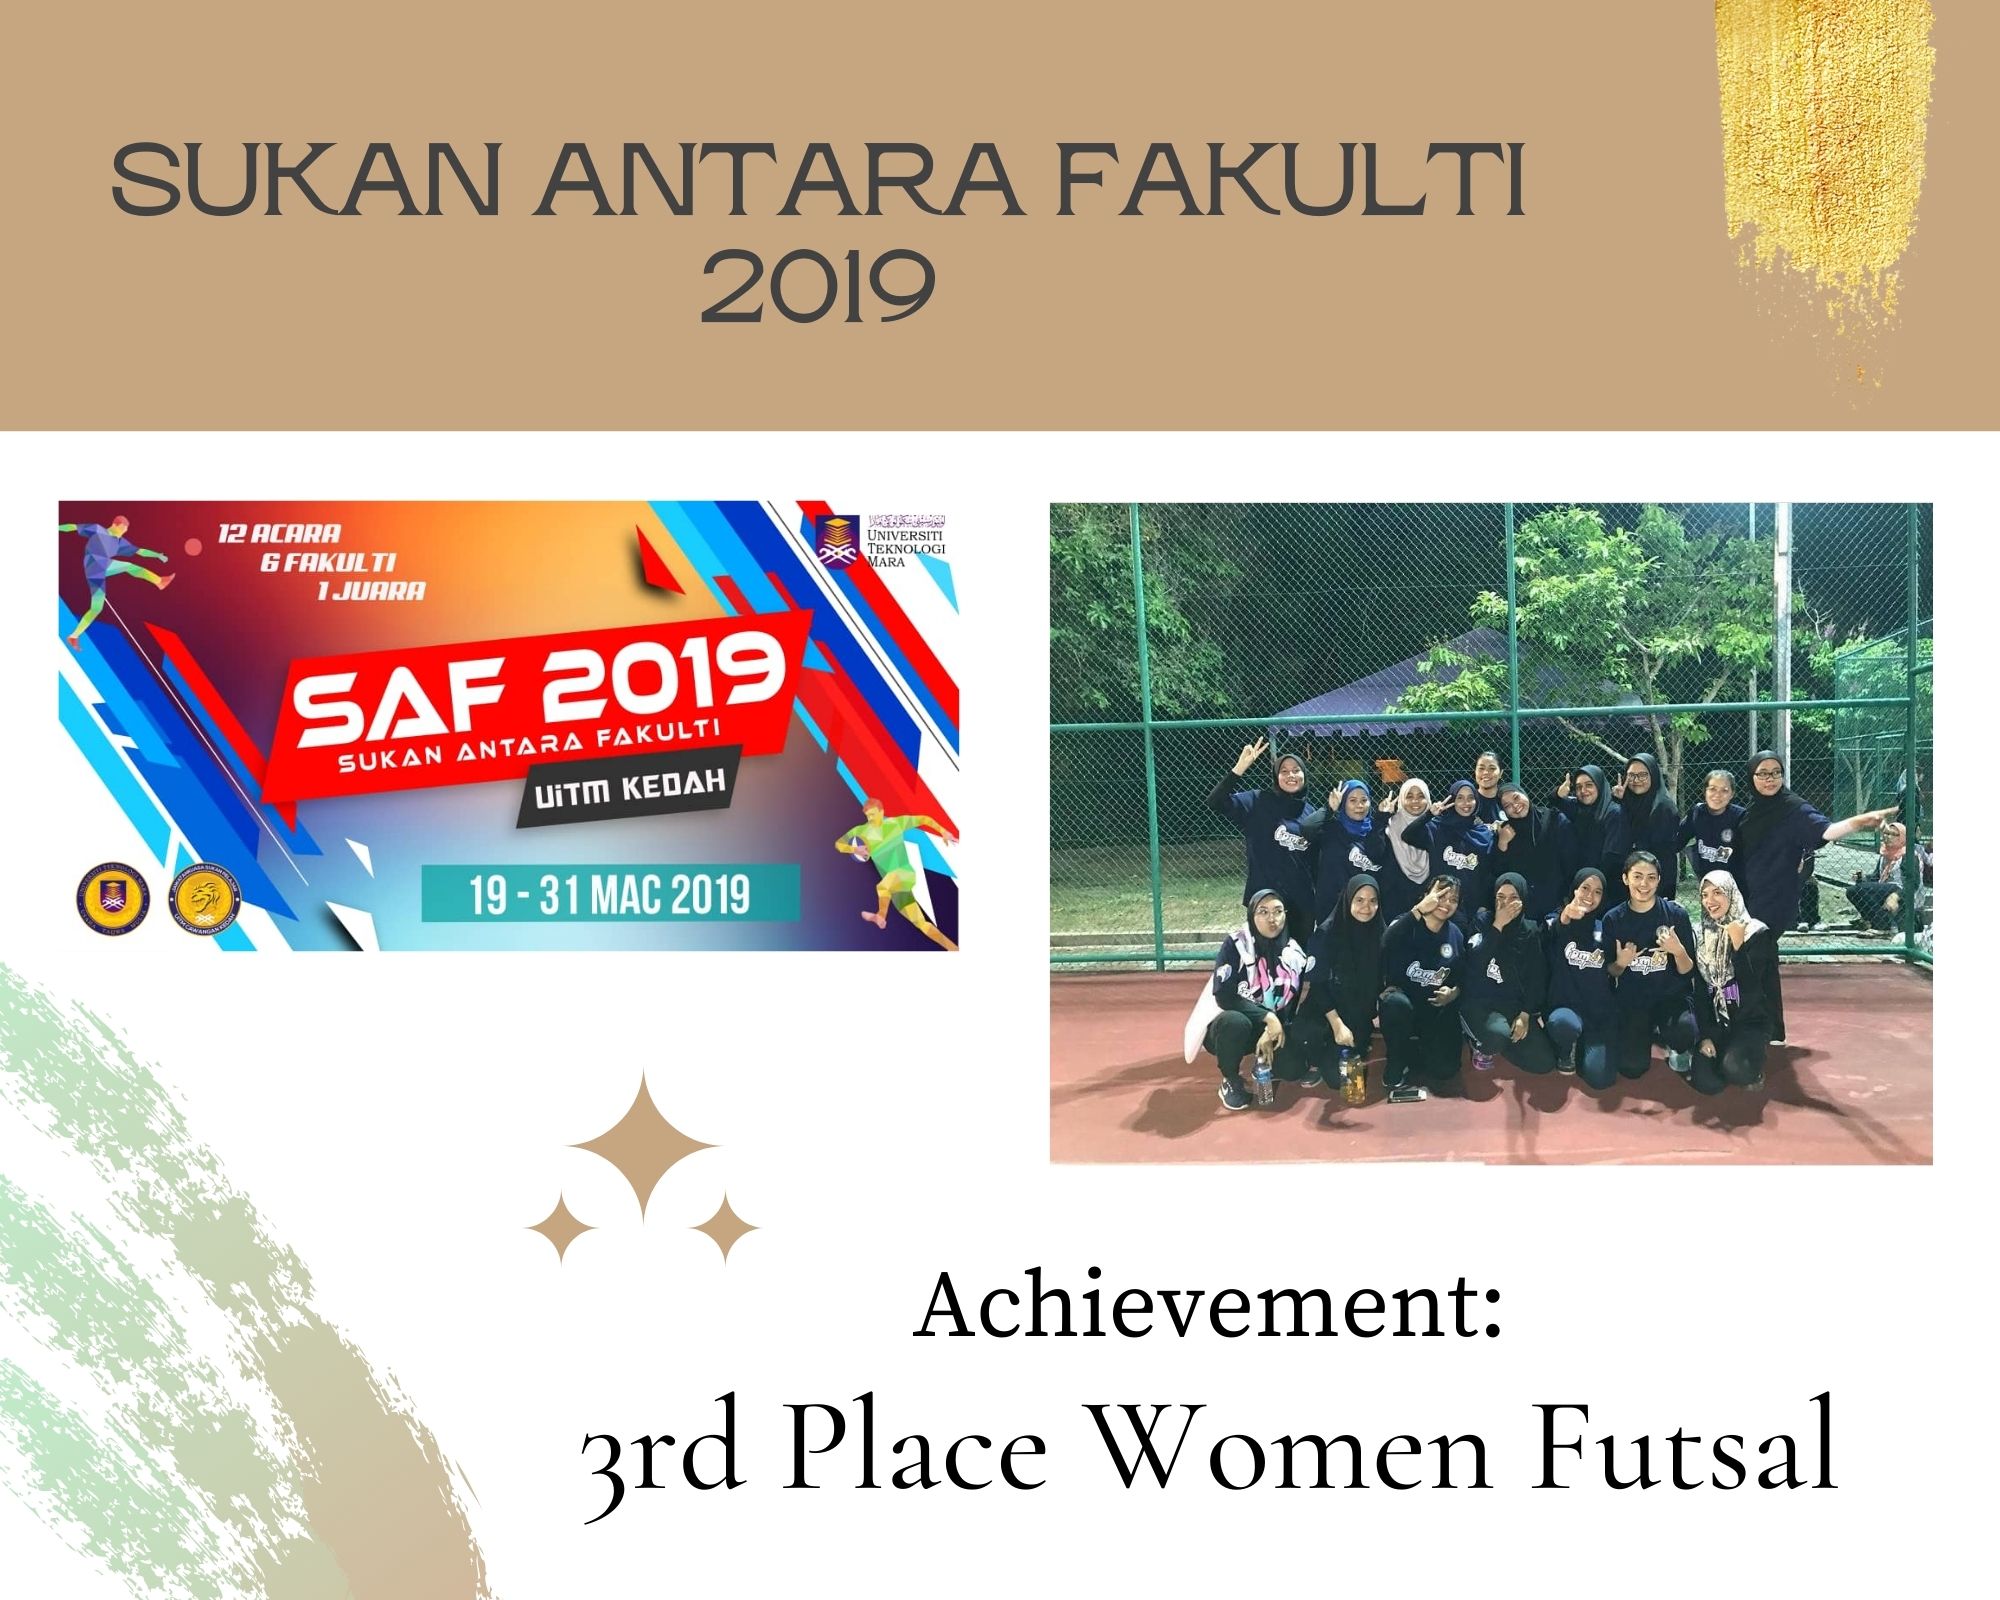 SUKAN ANTARA FAKULTI
2019
12 ACARA
6 FAKULTI
1 JUARA
UNIVERSITI
TEKNOLOGI
MARA
SAF 2019
SUKAN ANTARA FAKULTI
UiTM KEDAH
19 - 31 MAC 2019
Achievement:
3rd Place Women Futsal